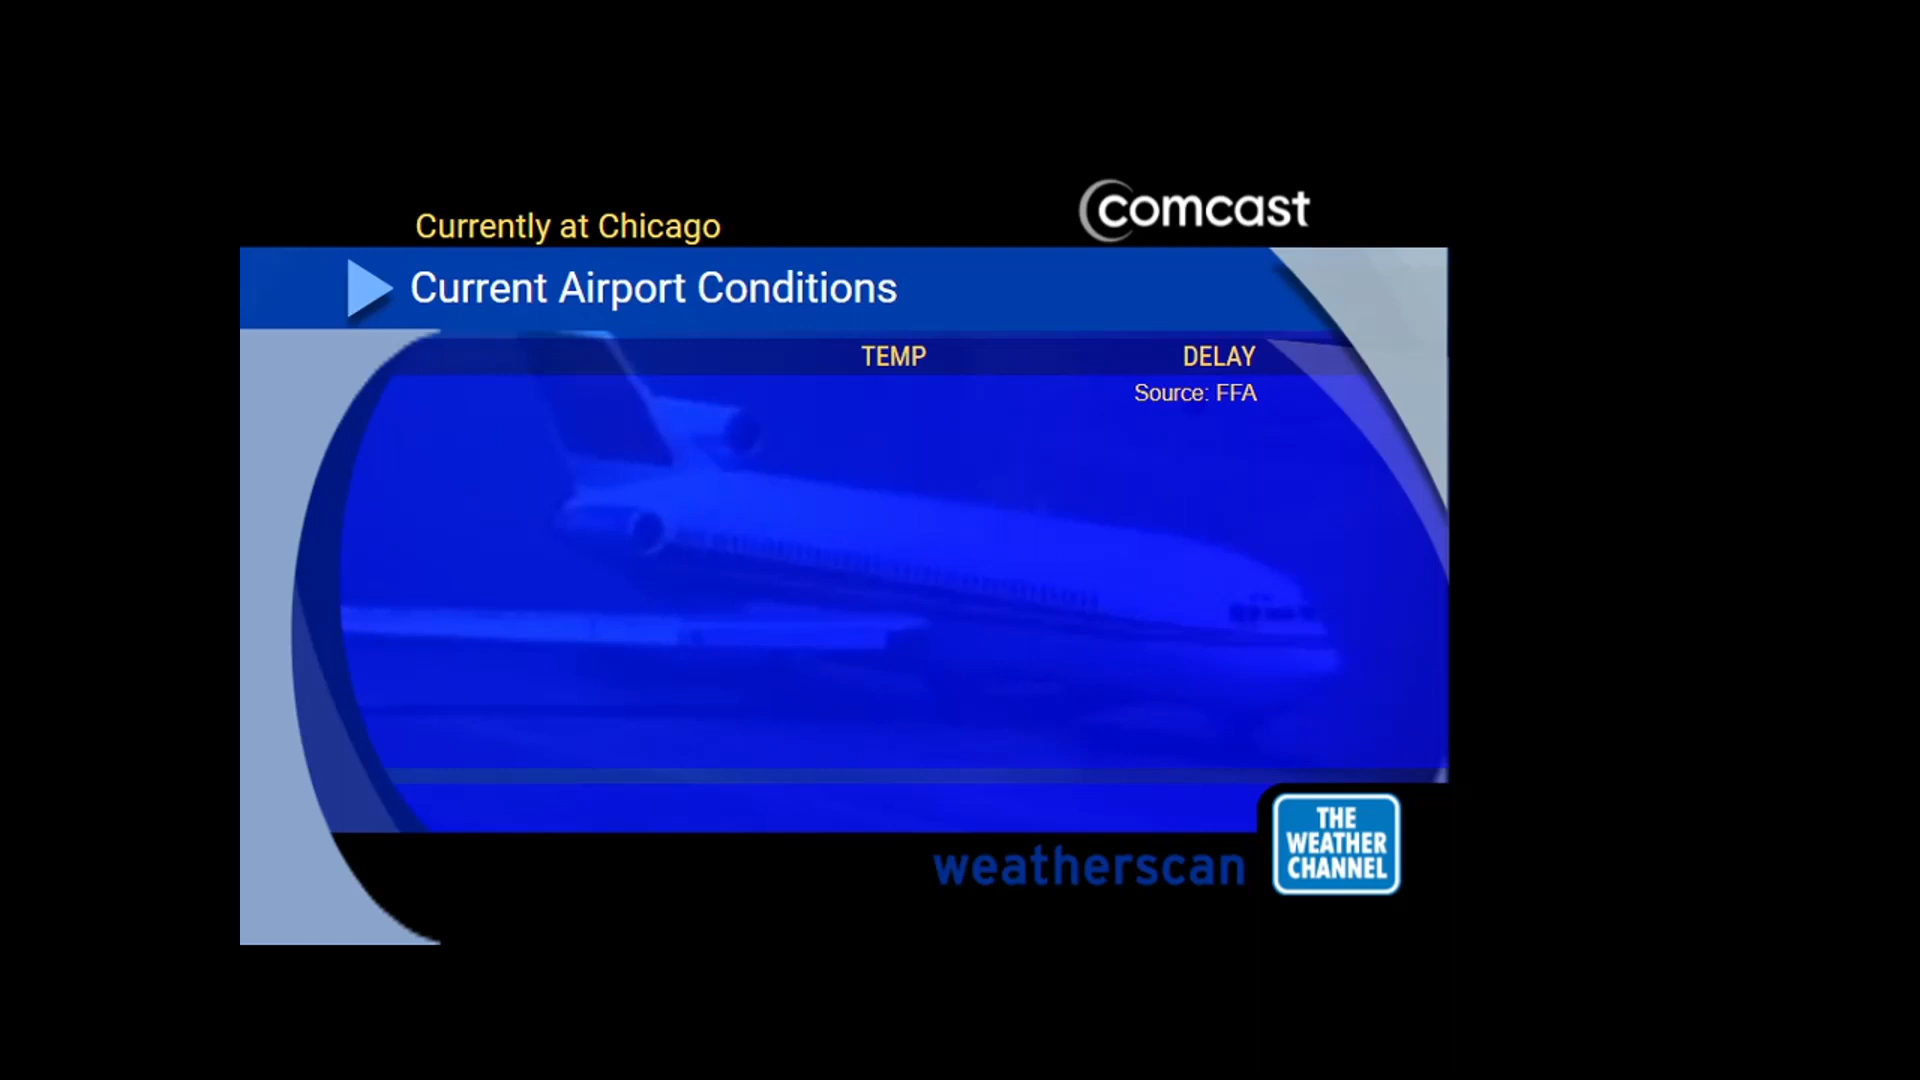 Currently at Chicago
comcast
Current Airport Conditions
TEMP DELAY
Source: FFA
weatherscan
THE
WEATHER
CHANNEL